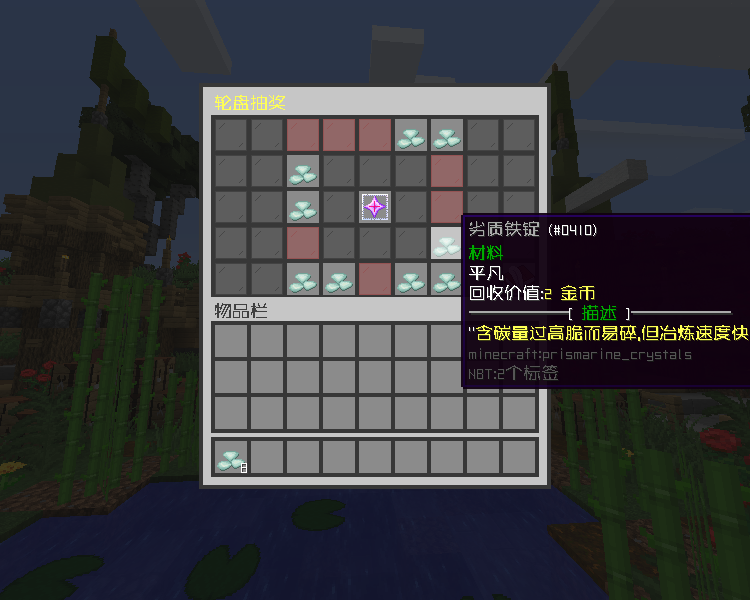 轮盘抽奖
劣质铁锭 (#0410)
材料
平凡
回收价值:2 金币
[ 描述 ]
"含碳量过高脆而易碎,但冶炼速度快
minecraft:prismarine_crystals
NBT:2个标签
物品栏
8